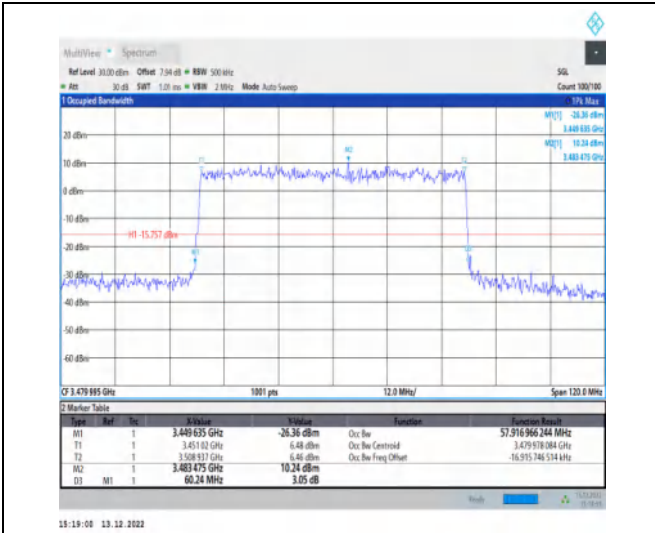 MultiView Spectrum
Ref Level 30.00 dBm Offset 7.94 dB RBW 500 kHz SGL
Att 30 dB SWT 1.01 ms VBW 2 MHz Mode Auto Sweep Count 100/100
1 Occupied Bandwidth 1Pk Max
M1[1] -26.36 dBm
3.449 635 GHz
M2[1] 10.24 dBm
3.483 475 GHz
20 dBm
M2
10 dBm
T1 T2
0 dBm
-10 dBm
H1 -15.757 dBm
-20 dBm
M1
-30 dBm
-40 dBm
-50 dBm
-60 dBm
CF 3.479 995 GHz 1001 pts 12.0 MHz/ Span 120.0 MHz
2 Marker Table
Type Ref Trc X-Value Y-Value Function Function Result
M1 1 3.449 635 GHz -26.36 dBm Occ Bw 57.916 966 244 MHz
T1 1 3.451 02 GHz 6.48 dBm Occ Bw Centroid 3.479 978 084 GHz
T2 1 3.508 937 GHz 6.46 dBm Occ Bw Freq Offset -16.915 746 514 kHz
M2 1 3.483 475 GHz 10.24 dBm
D3 M1 1 60.24 MHz 3.05 dB
15:19:00 13.12.2022